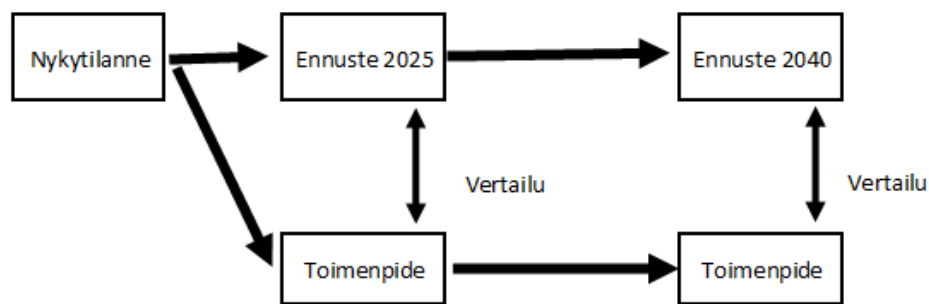 Nykytilanne
Ennuste 2025
Ennuste 2040
Vertailu
Vertailu
Toimenpide
Toimenpide